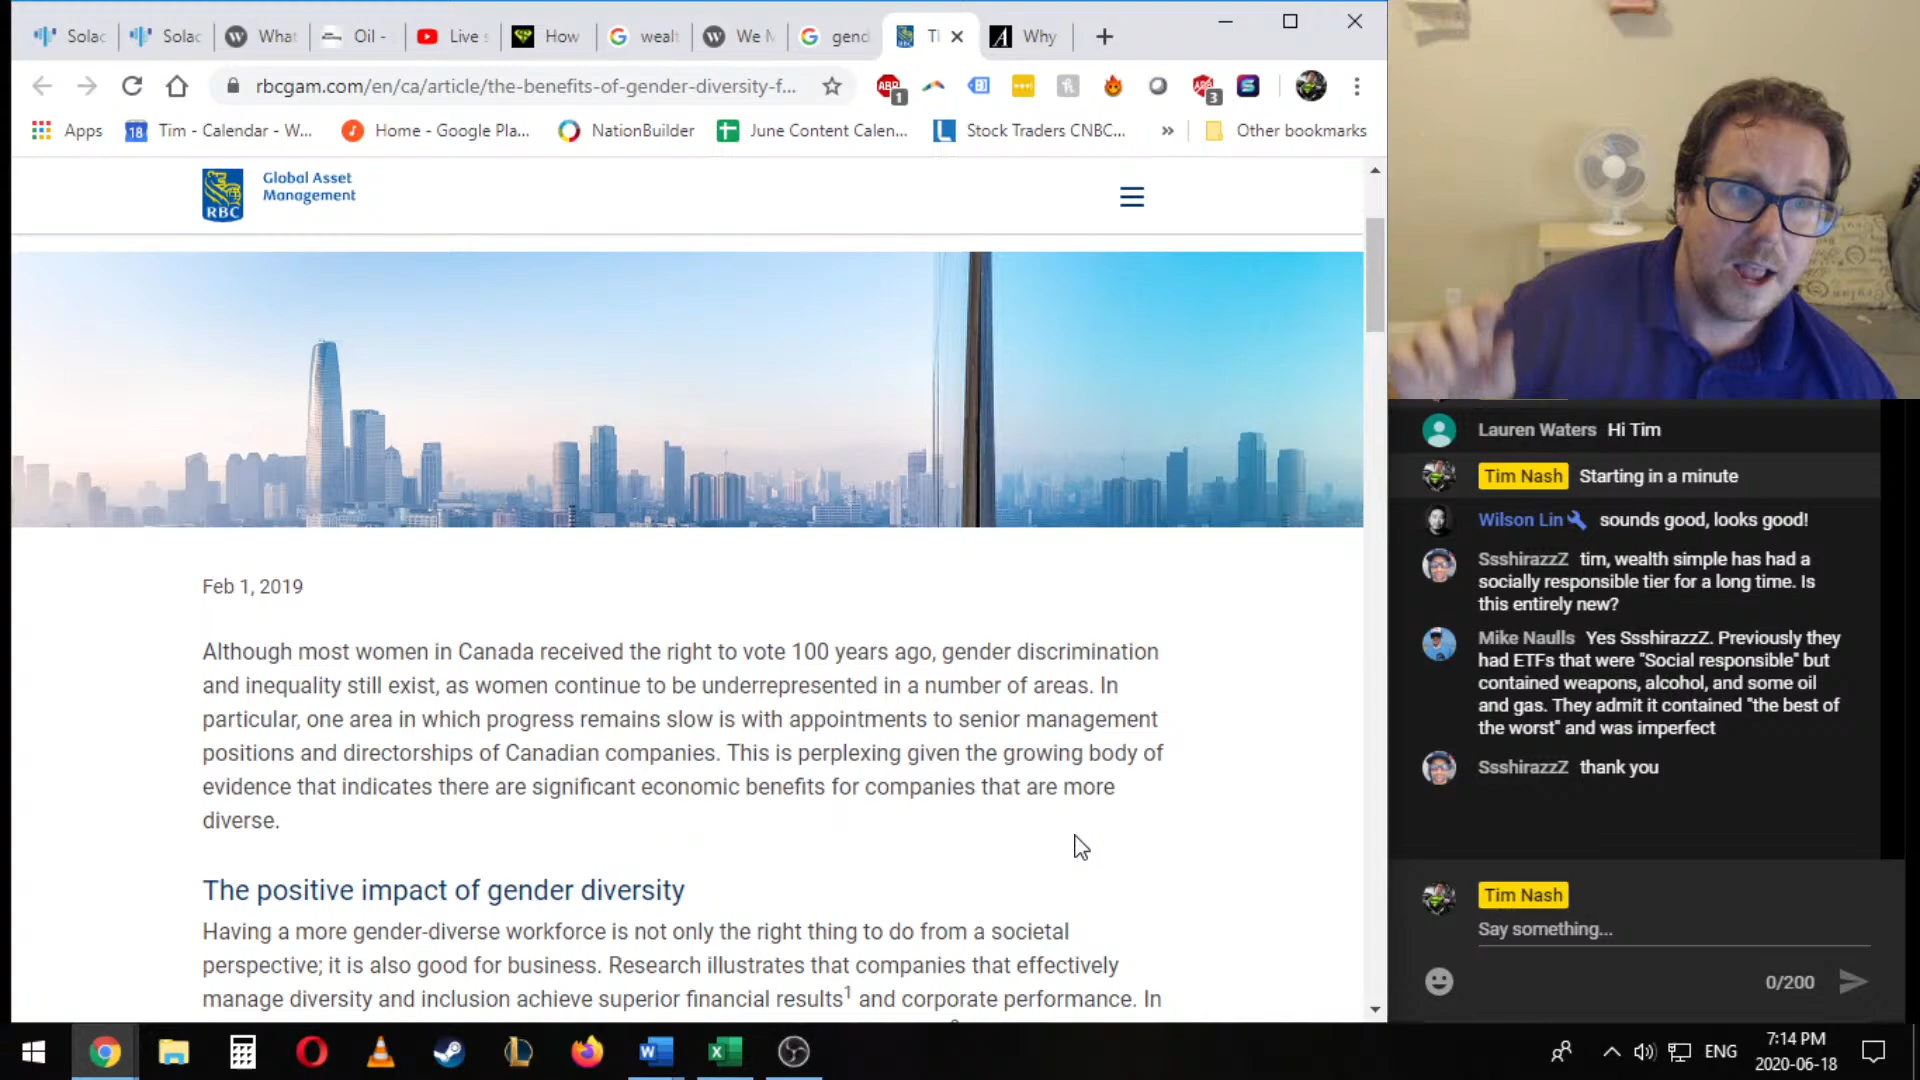 Solac
Solac
What
Oil -
Live s
How
wealt
We M
gend
Tl
Why
rbcgam.com/en/ca/article/the-benefits-of-gender-diversity-f...
ABP
1
3
Apps
18
Tim - Calendar - W...
Home - Google Pla...
NationBuilder
June Content Calen...
Stock Traders CNBC...
»
Other bookmarks
RBC
Global Asset
Management
Feb 1, 2019
Although most women in Canada received the right to vote 100 years ago, gender discrimination
and inequality still exist, as women continue to be underrepresented in a number of areas. In
particular, one area in which progress remains slow is with appointments to senior management
positions and directorships of Canadian companies. This is perplexing given the growing body of
evidence that indicates there are significant economic benefits for companies that are more
diverse.
The positive impact of gender diversity
Having a more gender-diverse workforce is not only the right thing to do from a societal
perspective; it is also good for business. Research illustrates that companies that effectively
manage diversity and inclusion achieve superior financial results1 and corporate performance. In
Lauren Waters Hi Tim
Tim Nash Starting in a minute
Wilson Lin sounds good, looks good!
SsshirazzZ tim, wealth simple has had a
socially responsible tier for a long time. Is
this entirely new?
Mike Naulls Yes SsshirazzZ. Previously they
had ETFs that were "Social responsible" but
contained weapons, alcohol, and some oil
and gas. They admit it contained "the best of
the worst" and was imperfect
SsshirazzZ thank you
Tim Nash
Say something...
0/200
ENG
7:14 PM
2020-06-18